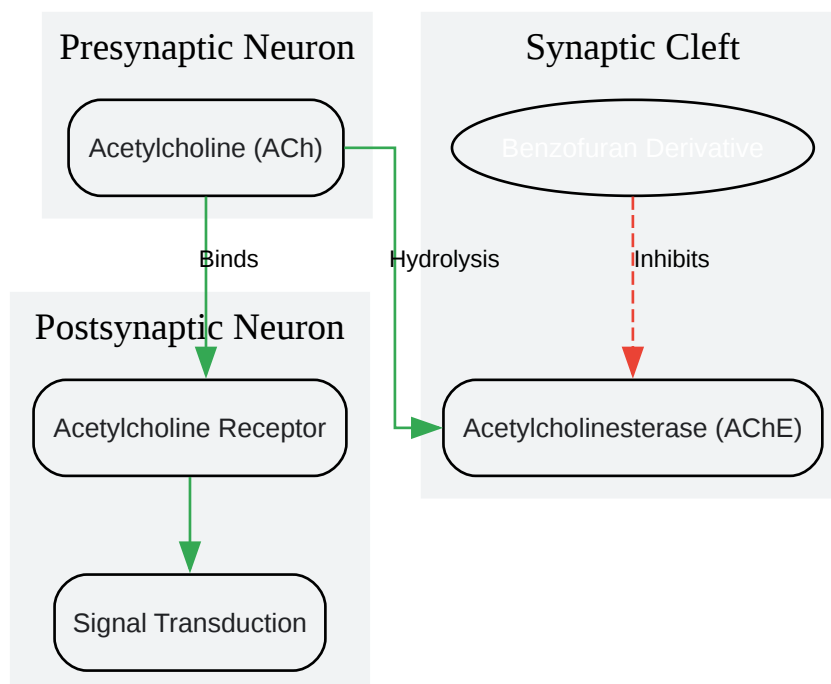 Presynaptic Neuron
Synaptic Cleft
Acetylcholine (ACh)
Benzofuran Derivative
Binds
Hydrolysis
Inhibits
Postsynaptic Neuron
Acetylcholine Receptor
Acetylcholinesterase (AChE)
Signal Transduction